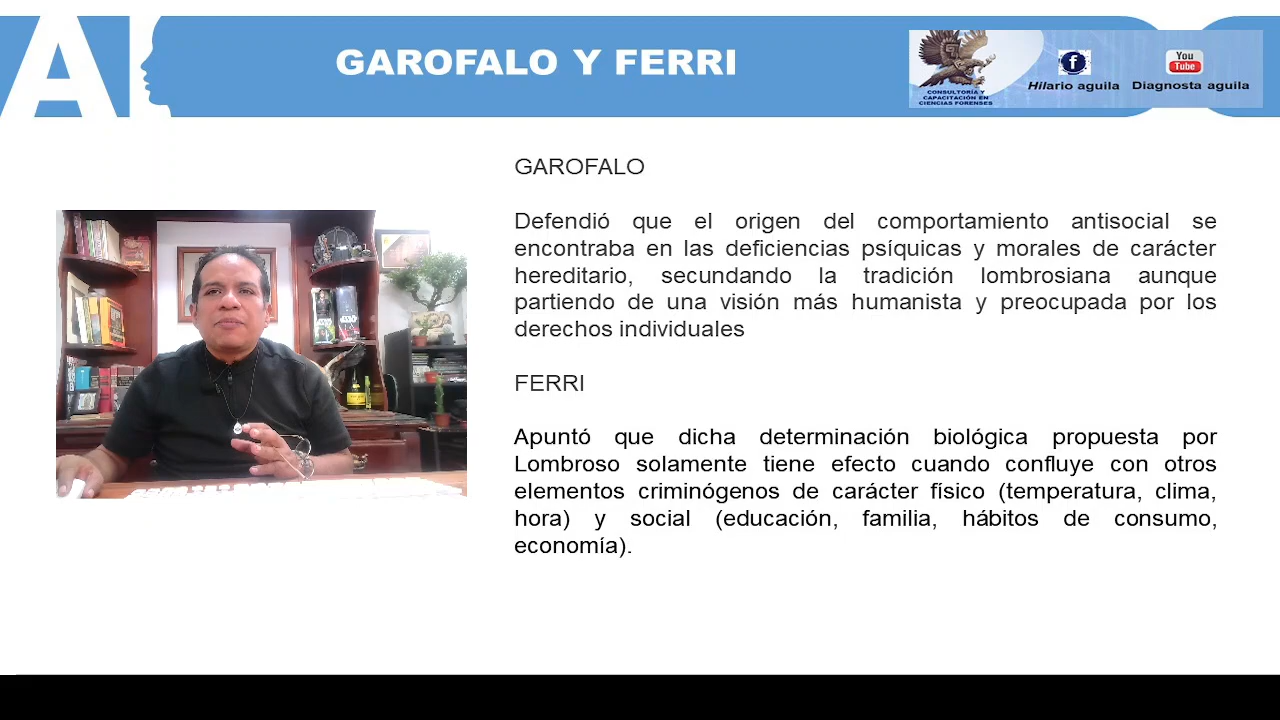 AI
GAROFALO Y FERRI
CONSULTORÍA Y
CAPACITACIÓN EN
CIENCIAS FORENSES
f
Hilario aguila
You
Tube
Diagnosta aguila
GAROFALO
Defendió que el origen del comportamiento antisocial se
encontraba en las deficiencias psíquicas y morales de carácter
hereditario, secundando la tradición lombrosiana aunque
partiendo de una visión más humanista y preocupada por los
derechos individuales
FERRI
Apuntó que dicha determinación biológica propuesta por
Lombroso solamente tiene efecto cuando confluye con otros
elementos criminógenos de carácter físico (temperatura, clima,
hora) y social (educación, familia, hábitos de consumo,
economía).